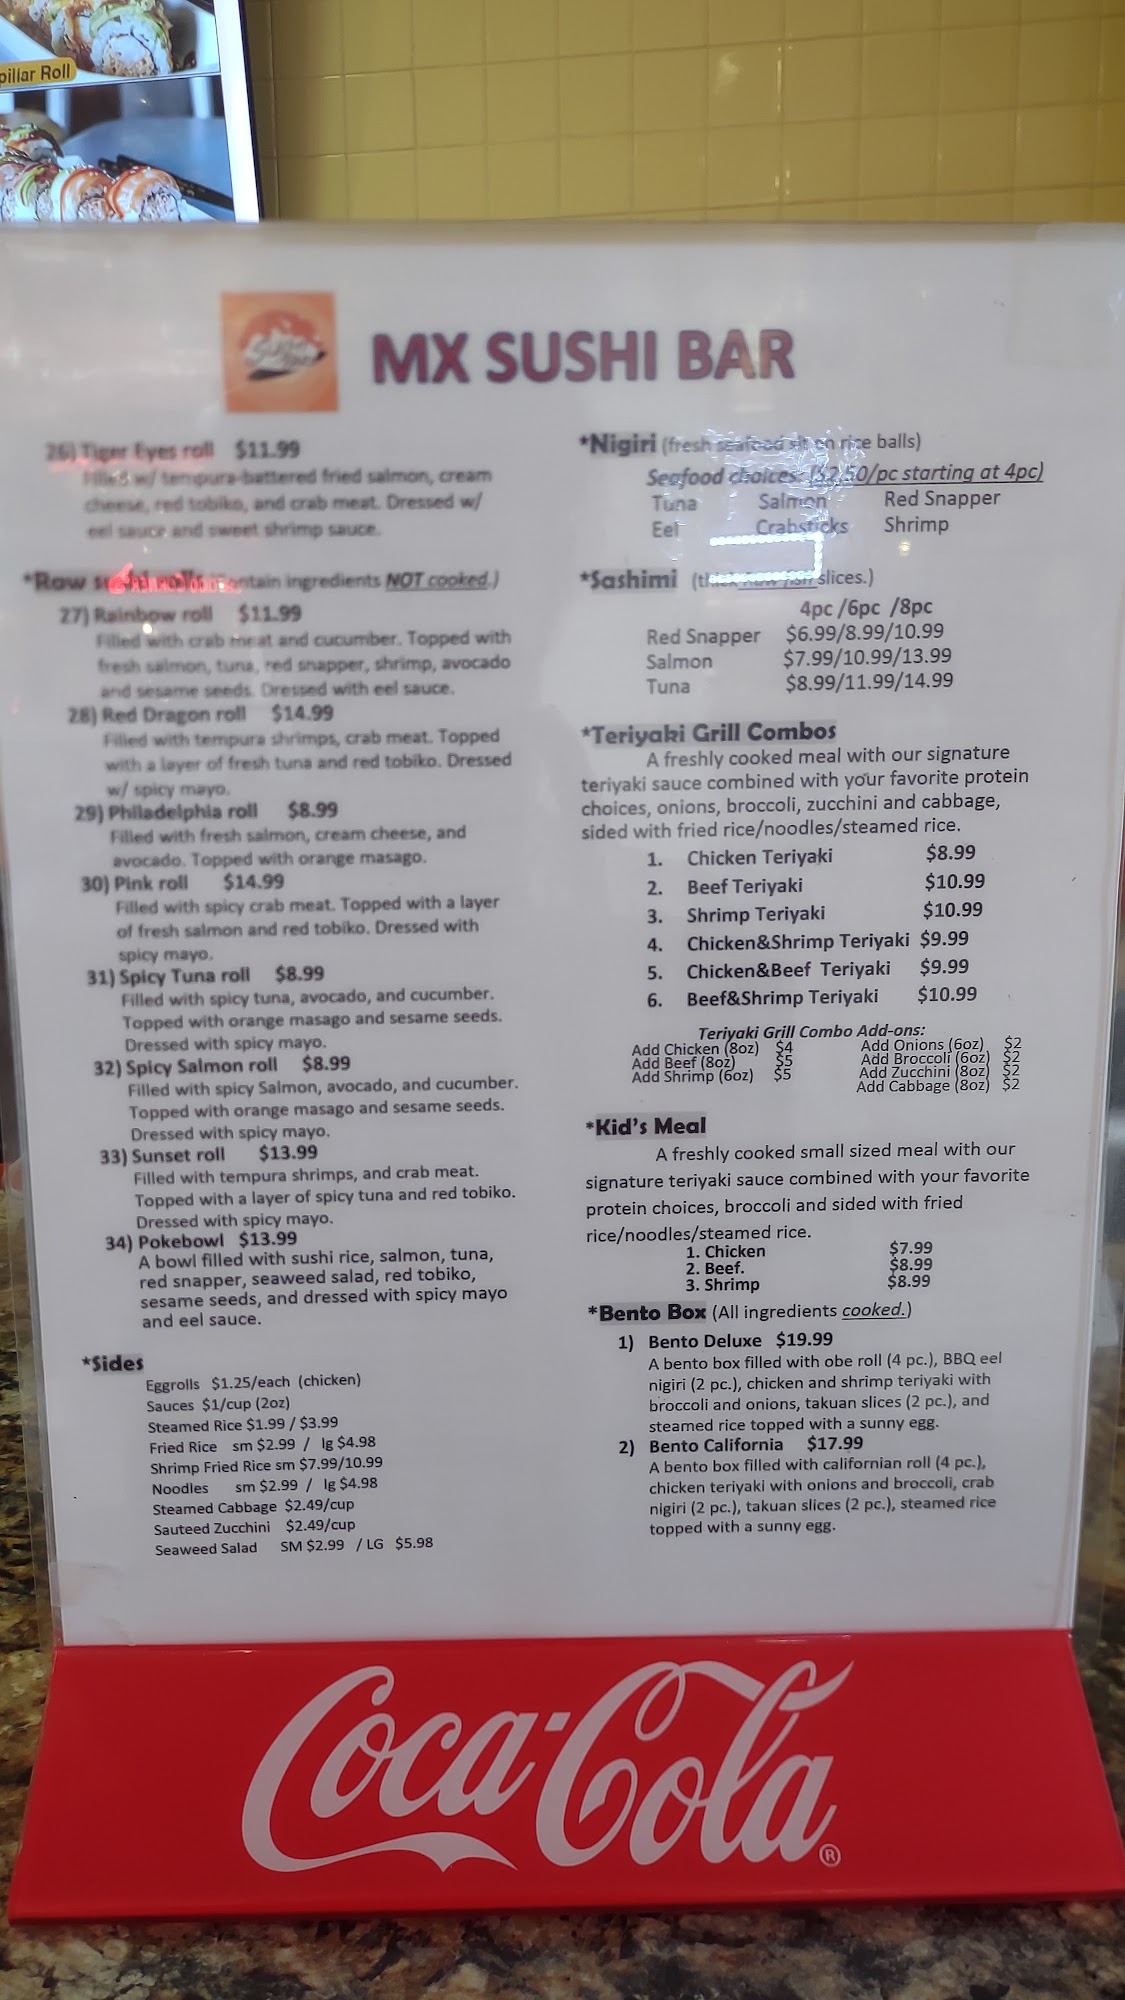 pillar Roll
MX SUSHI BAR
26) Tiger Eyes roll $11.99
Filled w/ tempura-battered fried salmon, cream
cheese, red tobiko, and crab meat. Dressed w/
eel sauce and sweet shrimp sauce.
*Raw sushi rolls (Contain ingredients NOT cooked.)
27) Rainbow roll $11.99
Filled with crab meat and cucumber. Topped with
fresh salmon, tuna, red snapper, shrimp, avocado
and sesame seeds. Dressed with eel sauce.
28) Red Dragon roll $14.99
Filled with tempura shrimps, crab meat. Topped
with a layer of fresh tuna and red tobiko. Dressed
w/ spicy mayo.
29) Philadelphia roll $8.99
Filled with fresh salmon, cream cheese, and
avocado. Topped with orange masago.
30) Pink roll $14.99
Filled with spicy crab meat. Topped with a layer
of fresh salmon and red tobiko. Dressed with
spicy mayo.
31) Spicy Tuna roll $8.99
Filled with spicy tuna, avocado, and cucumber.
Topped with orange masago and sesame seeds.
Dressed with spicy mayo.
32) Spicy Salmon roll $8.99
Filled with spicy Salmon, avocado, and cucumber.
Topped with orange masago and sesame seeds.
Dressed with spicy mayo.
33) Sunset roll $13.99
Filled with tempura shrimps, and crab meat.
Topped with a layer of spicy tuna and red tobiko.
Dressed with spicy mayo.
34) Pokebowl $13.99
A bowl filled with sushi rice, salmon, tuna,
red snapper, seaweed salad, red tobiko,
sesame seeds, and dressed with spicy mayo
and eel sauce.
*Sides
Eggrolls $1.25/each (chicken)
Sauces $1/cup (2oz)
Steamed Rice $1.99 / $3.99
Fried Rice sm $2.99 / lg $4.98
Shrimp Fried Rice sm $7.99/10.99
Noodles sm $2.99 / lg $4.98
Steamed Cabbage $2.49/cup
Sauteed Zucchini $2.49/cup
Seaweed Salad SM $2.99 / LG $5.98
*Nigiri (fresh seafood sit on rice balls)
Seafood choices: ($2.50/pc starting at 4pc)
Tuna Salmon Red Snapper
Eel Crabsticks Shrimp
*Sashimi (thick Raw fish slices.)
4pc /6pc /8pc
Red Snapper $6.99/8.99/10.99
Salmon $7.99/10.99/13.99
Tuna $8.99/11.99/14.99
*Teriyaki Grill Combos
A freshly cooked meal with our signature
teriyaki sauce combined with your favorite protein
choices, onions, broccoli, zucchini and cabbage,
sided with fried rice/noodles/steamed rice.
1. Chicken Teriyaki $8.99
2. Beef Teriyaki $10.99
3. Shrimp Teriyaki $10.99
4. Chicken&Shrimp Teriyaki $9.99
5. Chicken&Beef Teriyaki $9.99
6. Beef&Shrimp Teriyaki $10.99
Teriyaki Grill Combo Add-ons:
Add Chicken (8oz) $4 Add Onions (6oz) $2
Add Beef (8oz) $5 Add Broccoli (6oz) $2
Add Shrimp (6oz) $5 Add Zucchini (8oz) $2
Add Cabbage (8oz) $2
*Kid's Meal
A freshly cooked small sized meal with our
signature teriyaki sauce combined with your favorite
protein choices, broccoli and sided with fried
rice/noodles/steamed rice.
1. Chicken $7.99
2. Beef. $8.99
3. Shrimp $8.99
*Bento Box (All ingredients cooked.)
1) Bento Deluxe $19.99
A bento box filled with obe roll (4 pc.), BBQ eel
nigiri (2 pc.), chicken and shrimp teriyaki with
broccoli and onions, takuan slices (2 pc.), and
steamed rice topped with a sunny egg.
2) Bento California $17.99
A bento box filled with californian roll (4 pc.),
chicken teriyaki with onions and broccoli, crab
nigiri (2 pc.), takuan slices (2 pc.), steamed rice
topped with a sunny egg.
Coca-Cola®